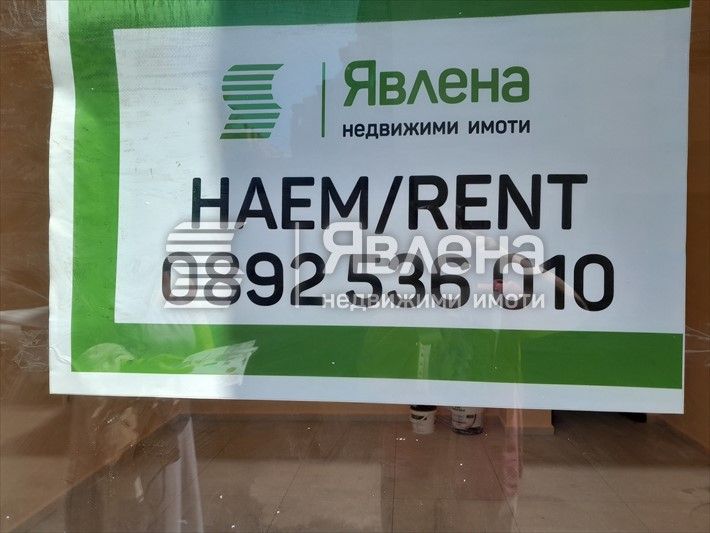 Явлена
недвижими имоти
НАЕМ/RENT
Явлена
0892 536 010
недвижими имоти